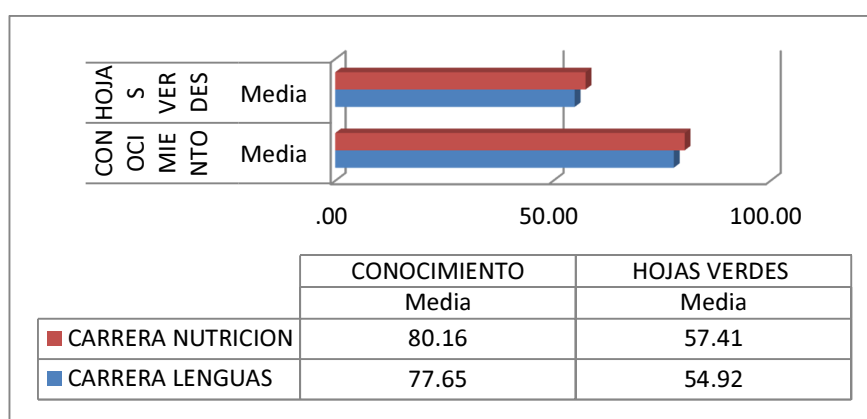 HOJA
S
VER
DES
Media
CON
OCI
MIE
NTO
Media
.00 50.00 100.00
CONOCIMIENTO HOJAS VERDES
Media Media
CARRERA NUTRICION 80.16 57.41
CARRERA LENGUAS 77.65 54.92